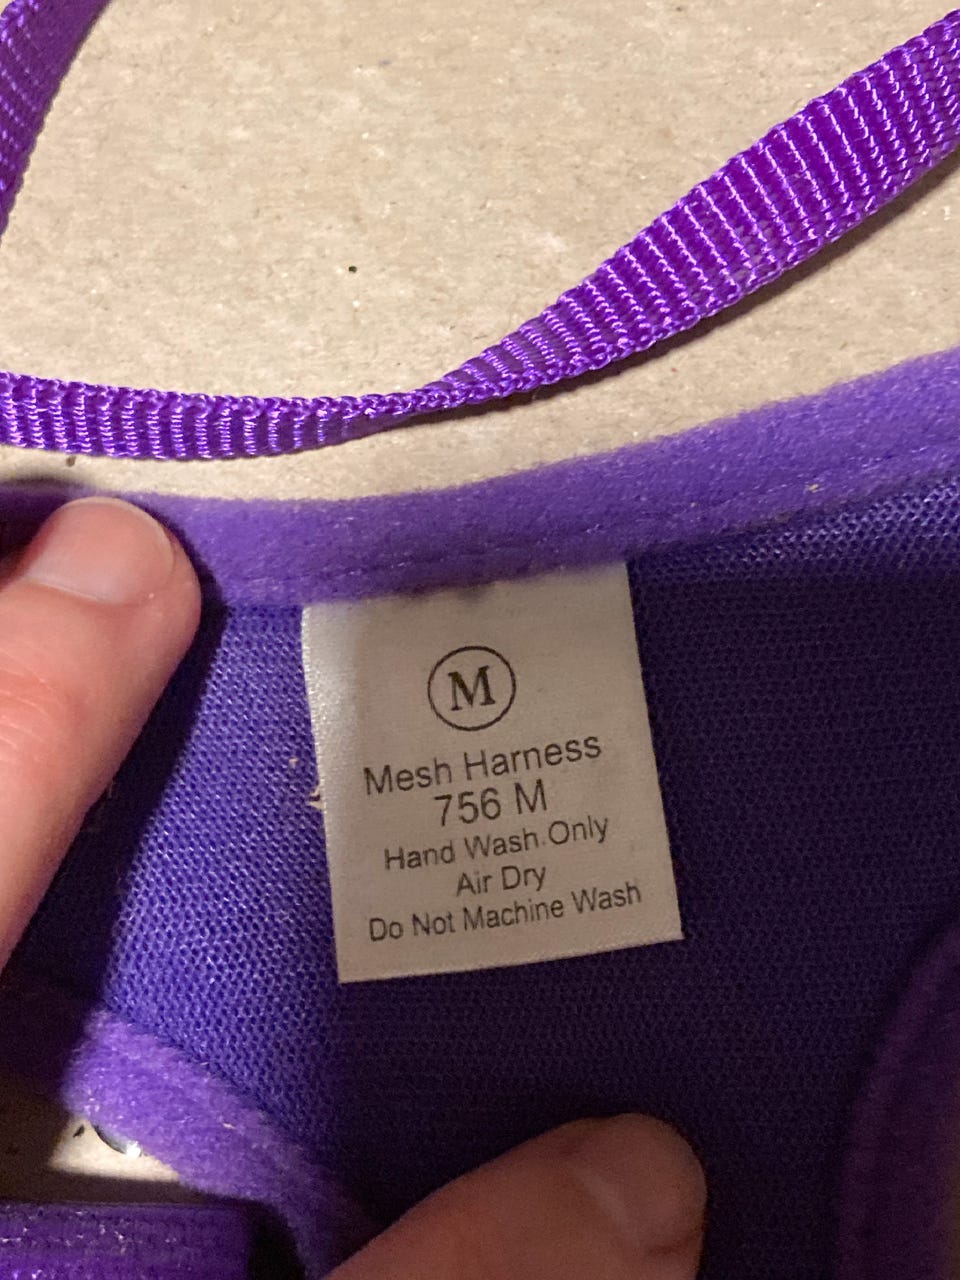 M
Mesh Harness
756 M
Hand Wash Only
Air Dry
Do Not Machine Wash